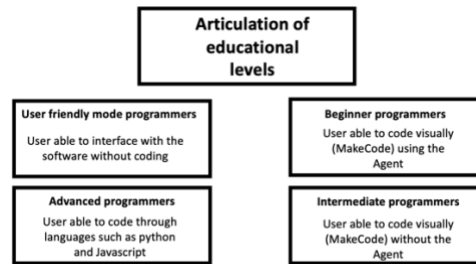 Articulation of
educational
levels
User friendly mode programmers
User able to interface with the
software without coding
Beginner programmers
User able to code visually
(MakeCode) using the
Agent
Advanced programmers
User able to code through
languages such as python
and Javascript
Intermediate programmers
User able to code visually
(MakeCode) without the
Agent